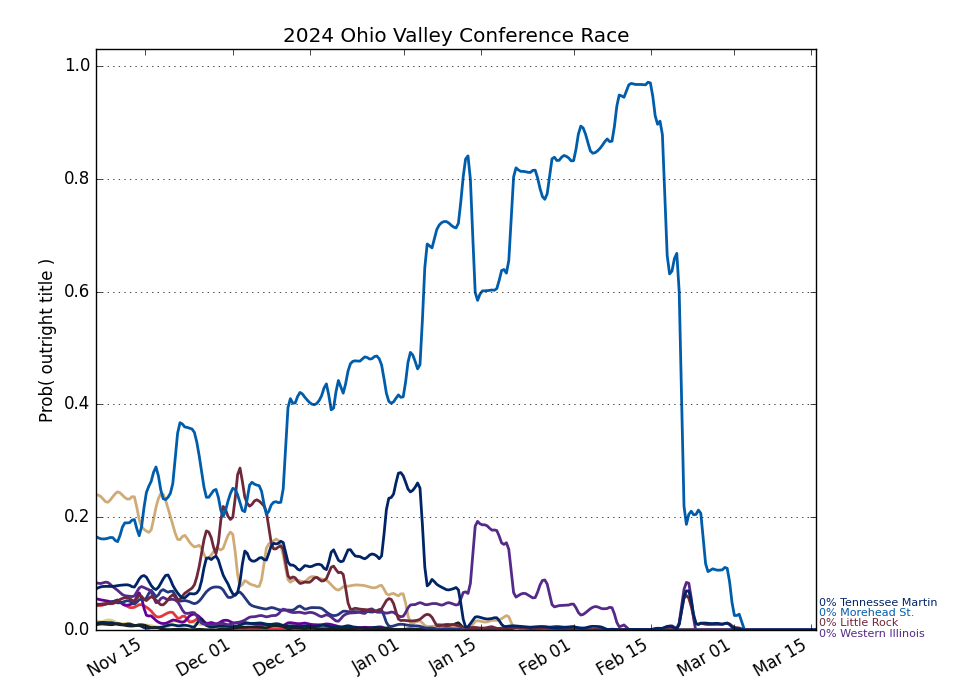 2024 Ohio Valley Conference Race
Prob( outright title )
1.0
0.8
0.6
0.4
0.2
0.0
Nov 15
Dec 01
Dec 15
Jan 01
Jan 15
Feb 01
Feb 15
Mar 01
Mar 15
0% Tennessee Martin
0% Morehead St.
0% Little Rock
0% Western Illinois